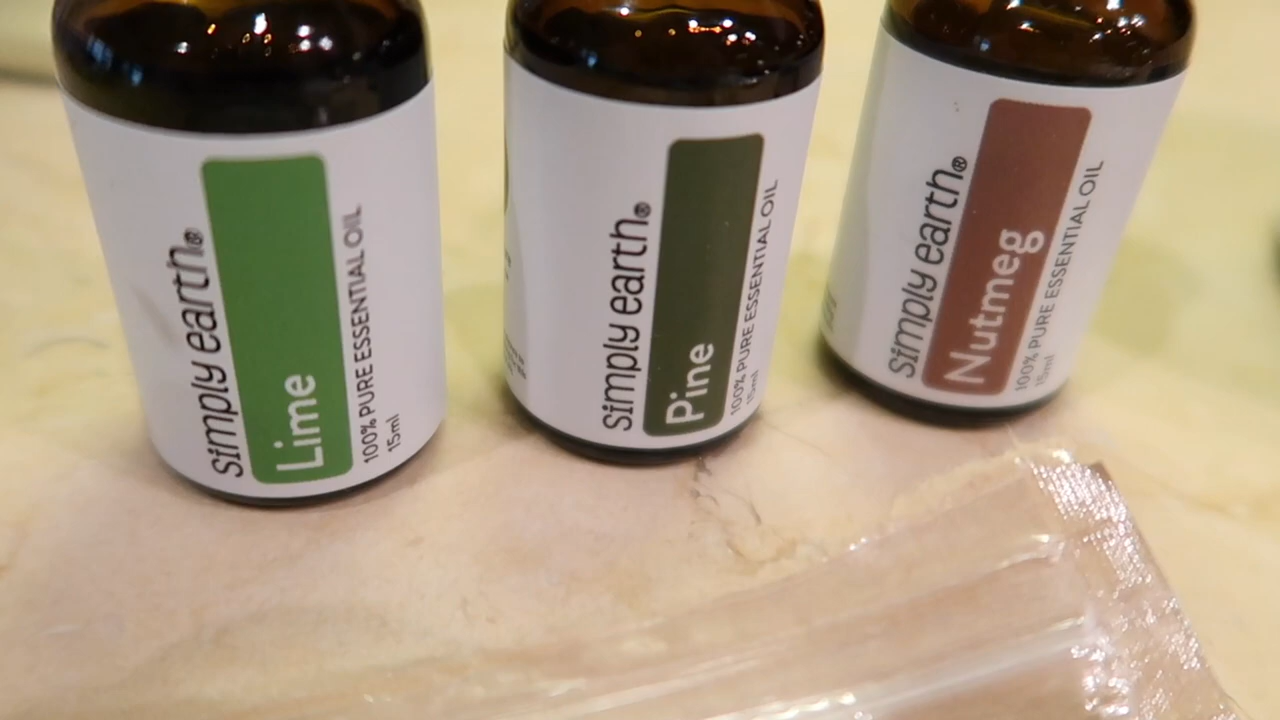 simply earth®
Lime
100% PURE ESSENTIAL OIL
15ml
simply earth®
Pine
100% PURE ESSENTIAL OIL
15ml
simply earth®
Nutmeg
100% PURE ESSENTIAL OIL
15ml